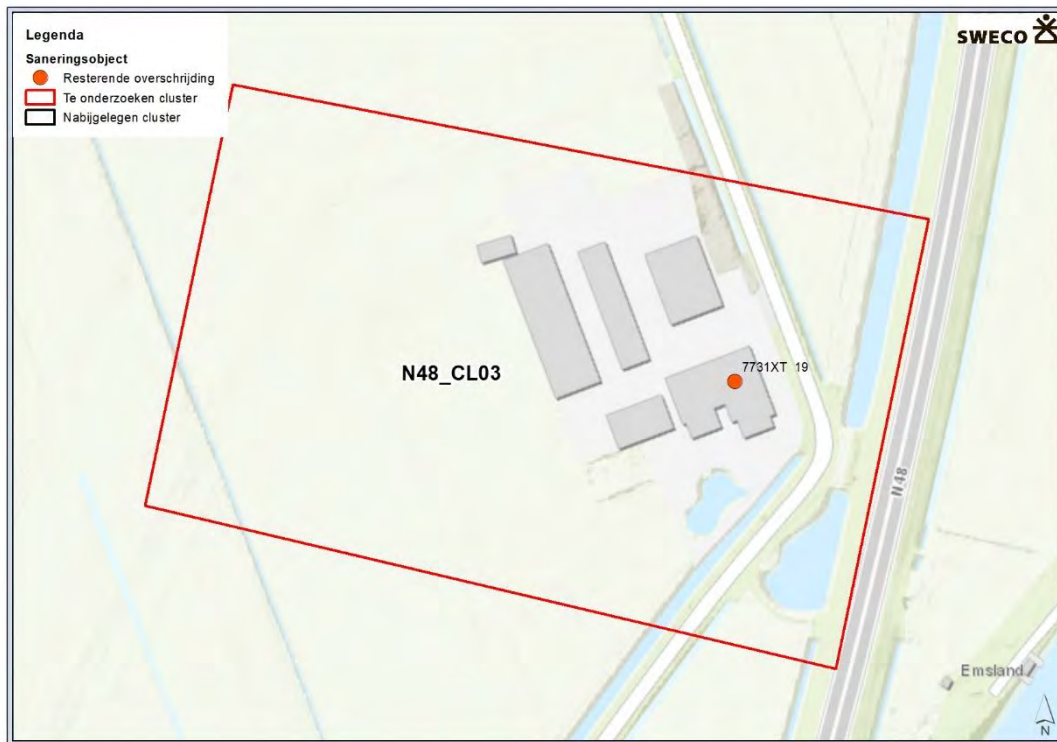 Legenda
SWECO
Saneringsobject
Resterende overschrijding
Te onderzoeken cluster
Nabijgelegen cluster
7731XT 19
N48_CL03
N48
Emsland
N